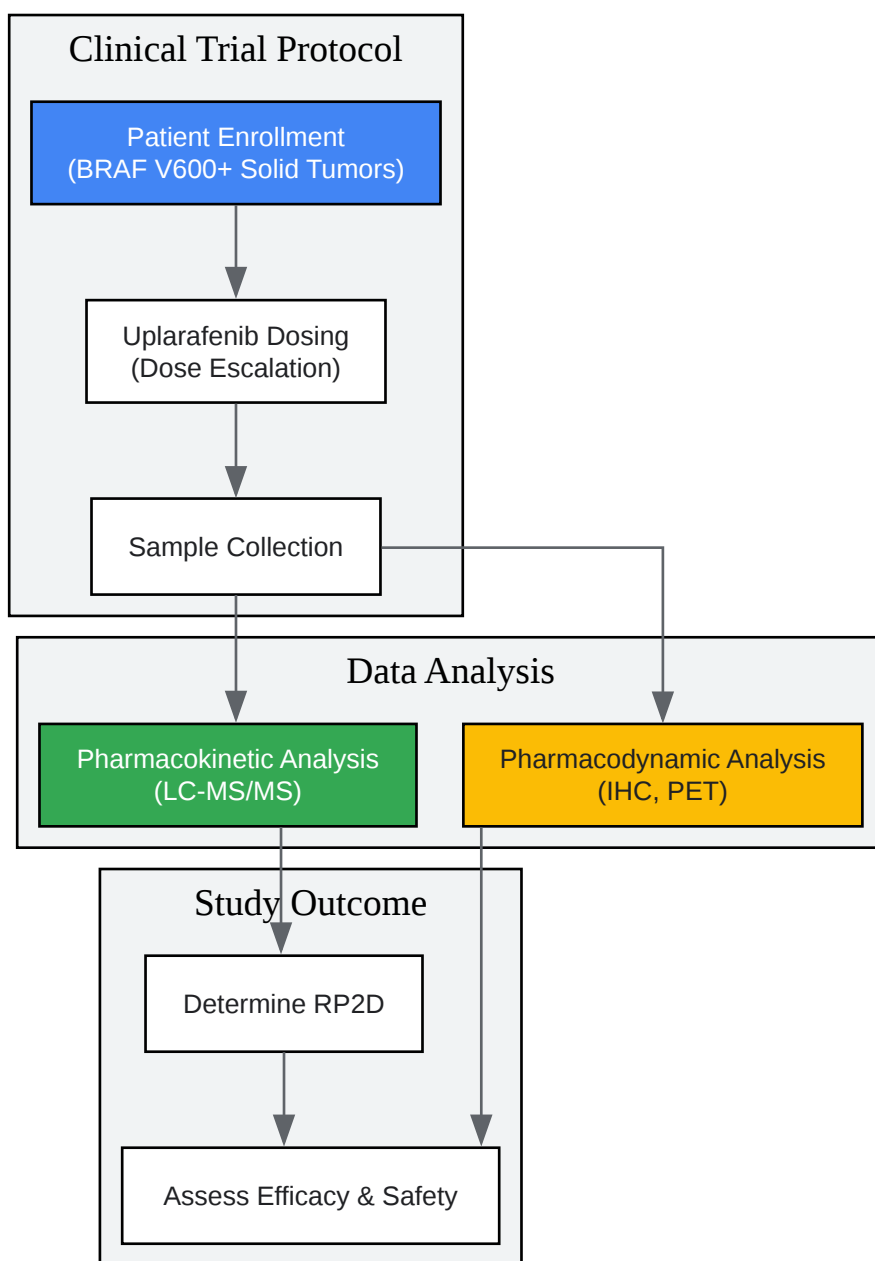 Clinical Trial Protocol
Patient Enrollment
(BRAF V600+ Solid Tumors)
Uplarafenib Dosing
(Dose Escalation)
Sample Collection
Data Analysis
Pharmacokinetic Analysis
(LC-MS/MS)
Pharmacodynamic Analysis
(IHC, PET)
Study Outcome
Determine RP2D
Assess Efficacy & Safety